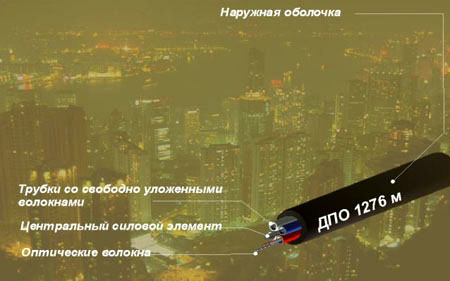 Наружная оболочка
Трубки со свободно уложенными
волокнами
Центральный силовой элемент
Оптические волокна
ДПО 1276 м